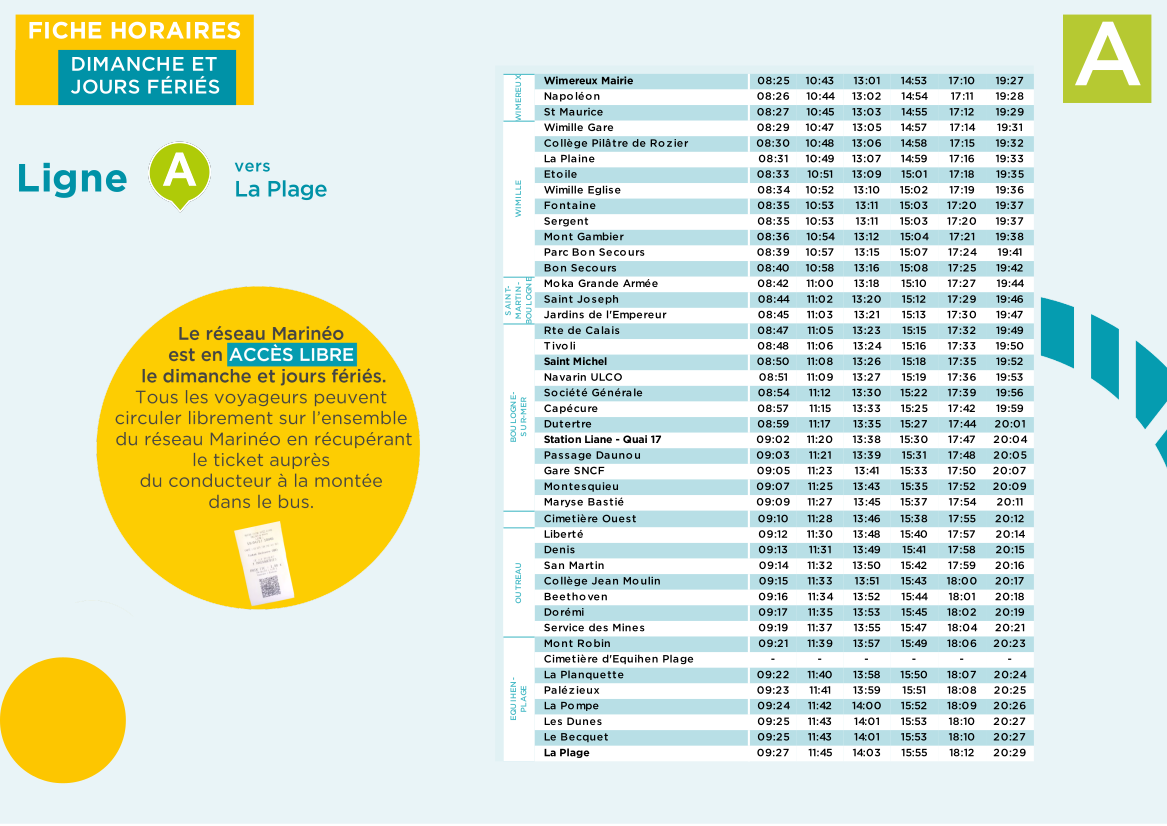 FICHE HORAIRES
DIMANCHE ET
JOURS FÉRIÉS
A
Ligne A vers
La Plage
Le réseau Marinéo
est en ACCÈS LIBRE
le dimanche et jours fériés.
Tous les voyageurs peuvent
circuler librement sur l'ensemble
du réseau Marinéo en récupérant
le ticket auprès
du conducteur à la montée
dans le bus.
WIMEREUX
Wimereux Mairie 08:25 10:43 13:01 14:53 17:10 19:27
Napoléon 08:26 10:44 13:02 14:54 17:11 19:28
St Maurice 08:27 10:45 13:03 14:55 17:12 19:29
WIMILLE
Wimille Gare 08:29 10:47 13:05 14:57 17:14 19:31
Collège Pilâtre de Rozier 08:30 10:48 13:06 14:58 17:15 19:32
La Plaine 08:31 10:49 13:07 14:59 17:16 19:33
Etoile 08:33 10:51 13:09 15:01 17:18 19:35
Wimille Eglise 08:34 10:52 13:10 15:02 17:19 19:36
Fontaine 08:35 10:53 13:11 15:03 17:20 19:37
Sergent 08:35 10:53 13:11 15:03 17:20 19:37
Mont Gambier 08:36 10:54 13:12 15:04 17:21 19:38
Parc Bon Secours 08:39 10:57 13:15 15:07 17:24 19:41
Bon Secours 08:40 10:58 13:16 15:08 17:25 19:42
SAINT-
MARTIN-
BOULOGNE
Moka Grande Armée 08:42 11:00 13:18 15:10 17:27 19:44
Saint Joseph 08:44 11:02 13:20 15:12 17:29 19:46
Jardins de l'Empereur 08:45 11:03 13:21 15:13 17:30 19:47
BOULOGNE-
SUR-MER
Rte de Calais 08:47 11:05 13:23 15:15 17:32 19:49
Tivoli 08:48 11:06 13:24 15:16 17:33 19:50
Saint Michel 08:50 11:08 13:26 15:18 17:35 19:52
Navarin ULCO 08:51 11:09 13:27 15:19 17:36 19:53
Société Générale 08:54 11:12 13:30 15:22 17:39 19:56
Capécure 08:57 11:15 13:33 15:25 17:42 19:59
Dutertre 08:59 11:17 13:35 15:27 17:44 20:01
Station Liane - Quai 17 09:02 11:20 13:38 15:30 17:47 20:04
Passage Daunou 09:03 11:21 13:39 15:31 17:48 20:05
Gare SNCF 09:05 11:23 13:41 15:33 17:50 20:07
Montesquieu 09:07 11:25 13:43 15:35 17:52 20:09
Maryse Bastié 09:09 11:27 13:45 15:37 17:54 20:11
Cimetière Ouest 09:10 11:28 13:46 15:38 17:55 20:12
OUTREAU
Liberté 09:12 11:30 13:48 15:40 17:57 20:14
Denis 09:13 11:31 13:49 15:41 17:58 20:15
San Martin 09:14 11:32 13:50 15:42 17:59 20:16
Collège Jean Moulin 09:15 11:33 13:51 15:43 18:00 20:17
Beethoven 09:16 11:34 13:52 15:44 18:01 20:18
Dorémi 09:17 11:35 13:53 15:45 18:02 20:19
Service des Mines 09:19 11:37 13:55 15:47 18:04 20:21
EQUIHEN-
PLAGE
Mont Robin 09:21 11:39 13:57 15:49 18:06 20:23
Cimetière d'Equihen Plage - - - - - -
La Planquette 09:22 11:40 13:58 15:50 18:07 20:24
Palézieux 09:23 11:41 13:59 15:51 18:08 20:25
La Pompe 09:24 11:42 14:00 15:52 18:09 20:26
Les Dunes 09:25 11:43 14:01 15:53 18:10 20:27
Le Becquet 09:25 11:43 14:01 15:53 18:10 20:27
La Plage 09:27 11:45 14:03 15:55 18:12 20:29